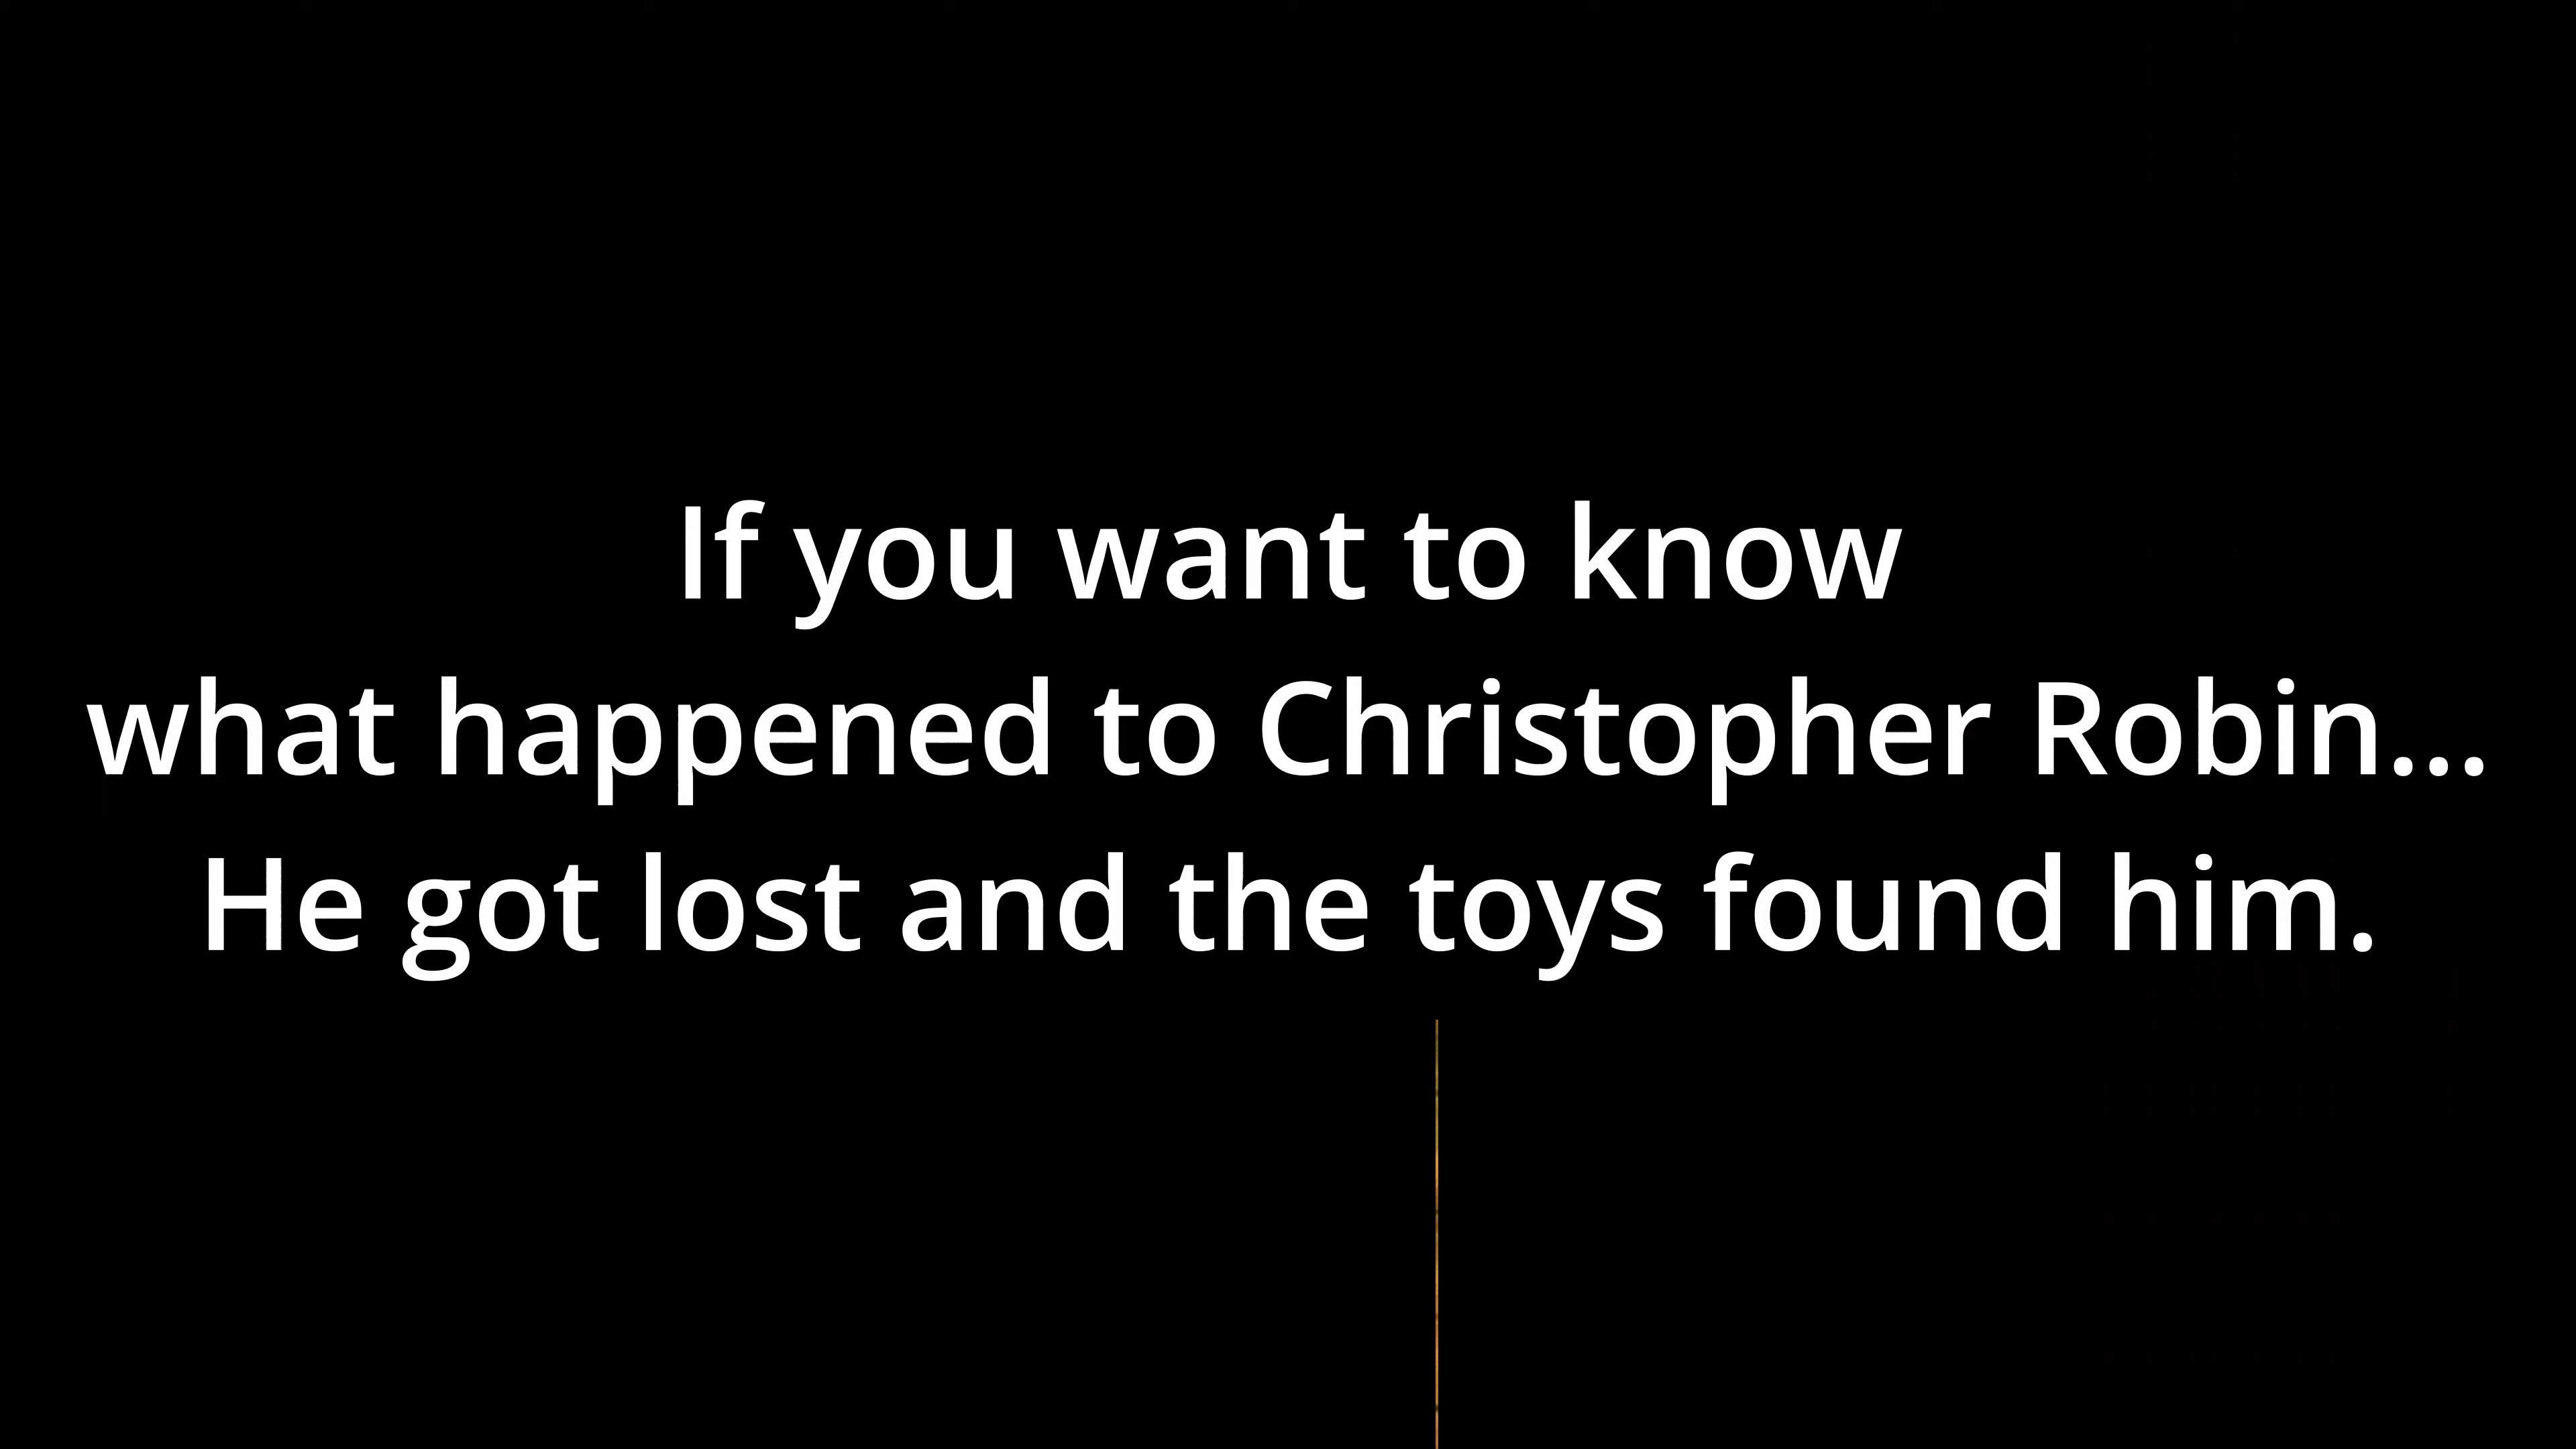 If you want to know
what happened to Christopher Robin...
He got lost and the toys found him.